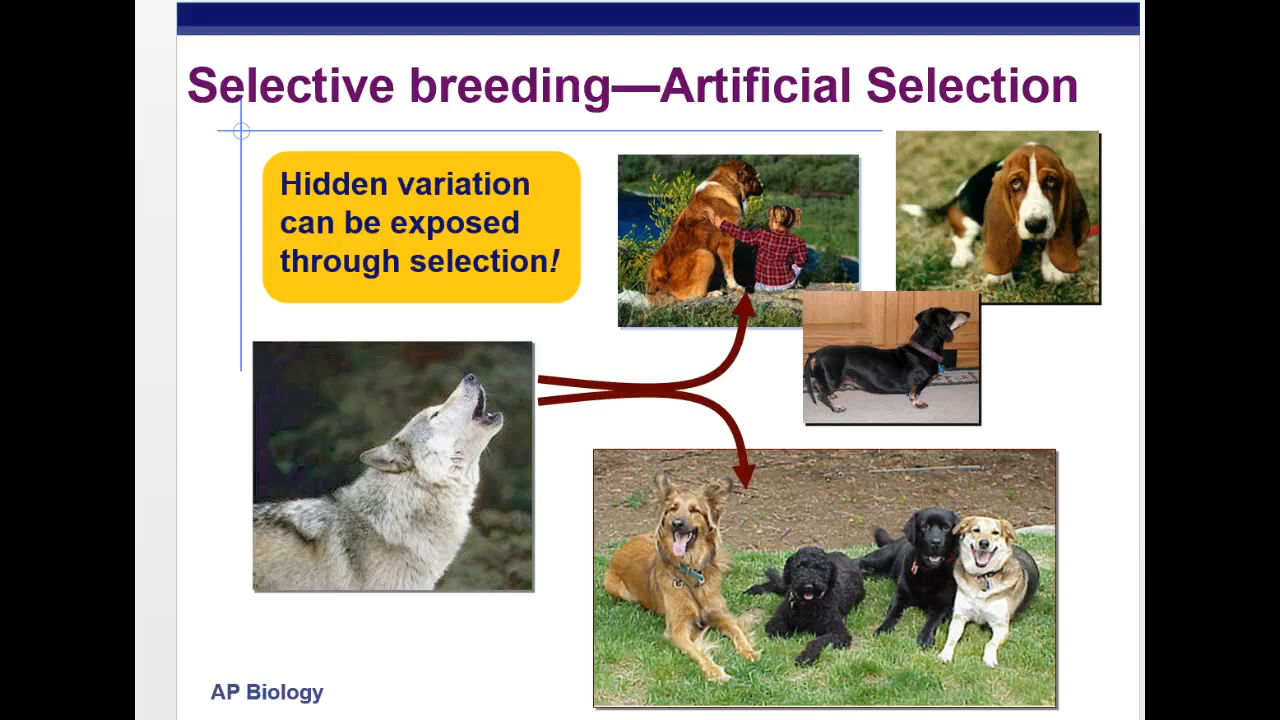 Selective breeding—Artificial Selection
Hidden variation
can be exposed
through selection!
AP Biology